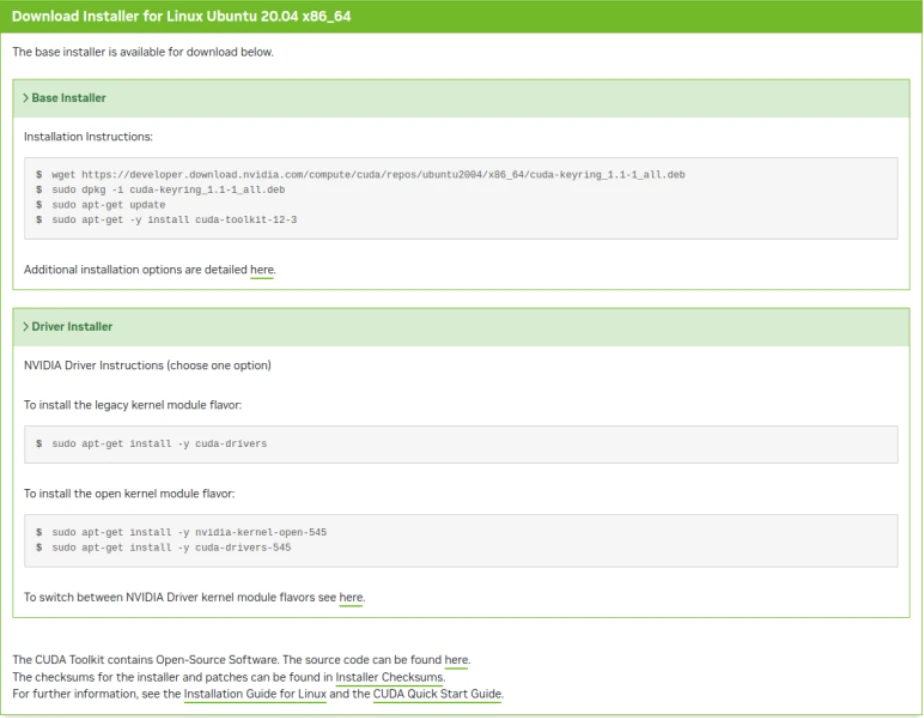 Download Installer for Linux Ubuntu 20.04 x86_64
The base installer is available for download below.
> Base Installer
Installation Instructions:
$ wget https://developer.download.nvidia.com/compute/cuda/repos/ubuntu2004/x86_64/cuda-keyring_1.1-1_all.deb
$ sudo dpkg -i cuda-keyring_1.1-1_all.deb
$ sudo apt-get update
$ sudo apt-get -y install cuda-toolkit-12-3
Additional installation options are detailed here.
> Driver Installer
NVIDIA Driver Instructions (choose one option)
To install the legacy kernel module flavor:
$ sudo apt-get install -y cuda-drivers
To install the open kernel module flavor:
$ sudo apt-get install -y nvidia-kernel-open-545
$ sudo apt-get install -y cuda-drivers-545
To switch between NVIDIA Driver kernel module flavors see here.
The CUDA Toolkit contains Open-Source Software. The source code can be found here.
The checksums for the installer and patches can be found in Installer Checksums.
For further information, see the Installation Guide for Linux and the CUDA Quick Start Guide.